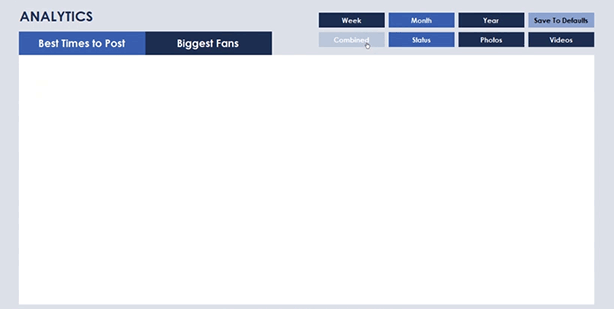 ANALYTICS
Week Month Year Save To Defaults
Best Times to Post Biggest Fans
Combined Status Photos Videos